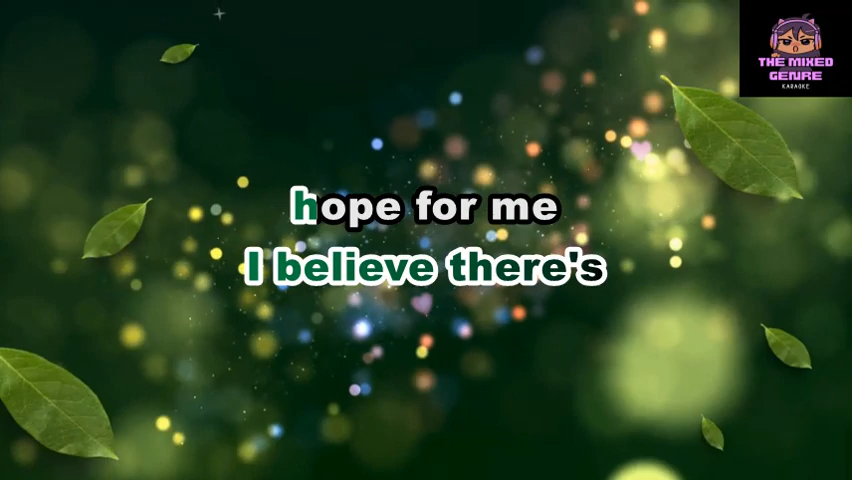 THE MIXED
GENRE
KARAOKE
hope for me
I believe there's